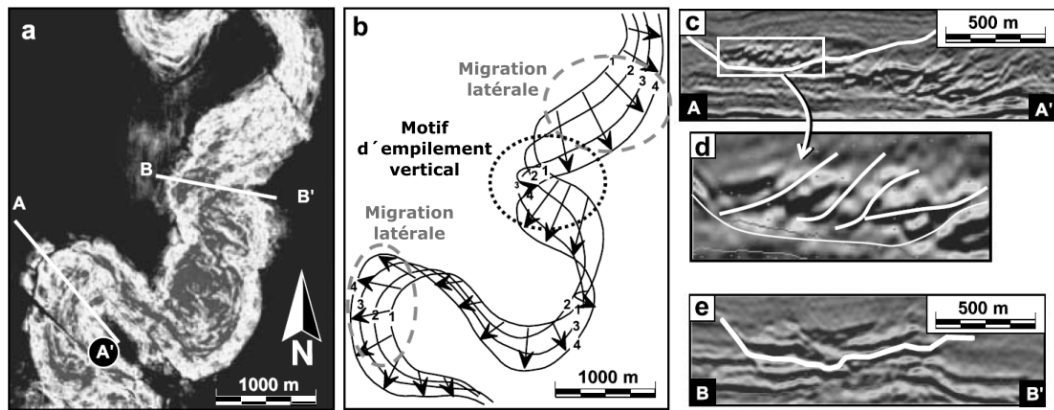 a
B
B'
A
A'
N
1000 m
b
Migration
latérale
1
2
3
4
Motif
d´empilement
vertical
1
2
3
4
Migration
latérale
4
3
2
1
2
1
3
4
1000 m
c
500 m
A
A'
d
e
500 m
B
B'